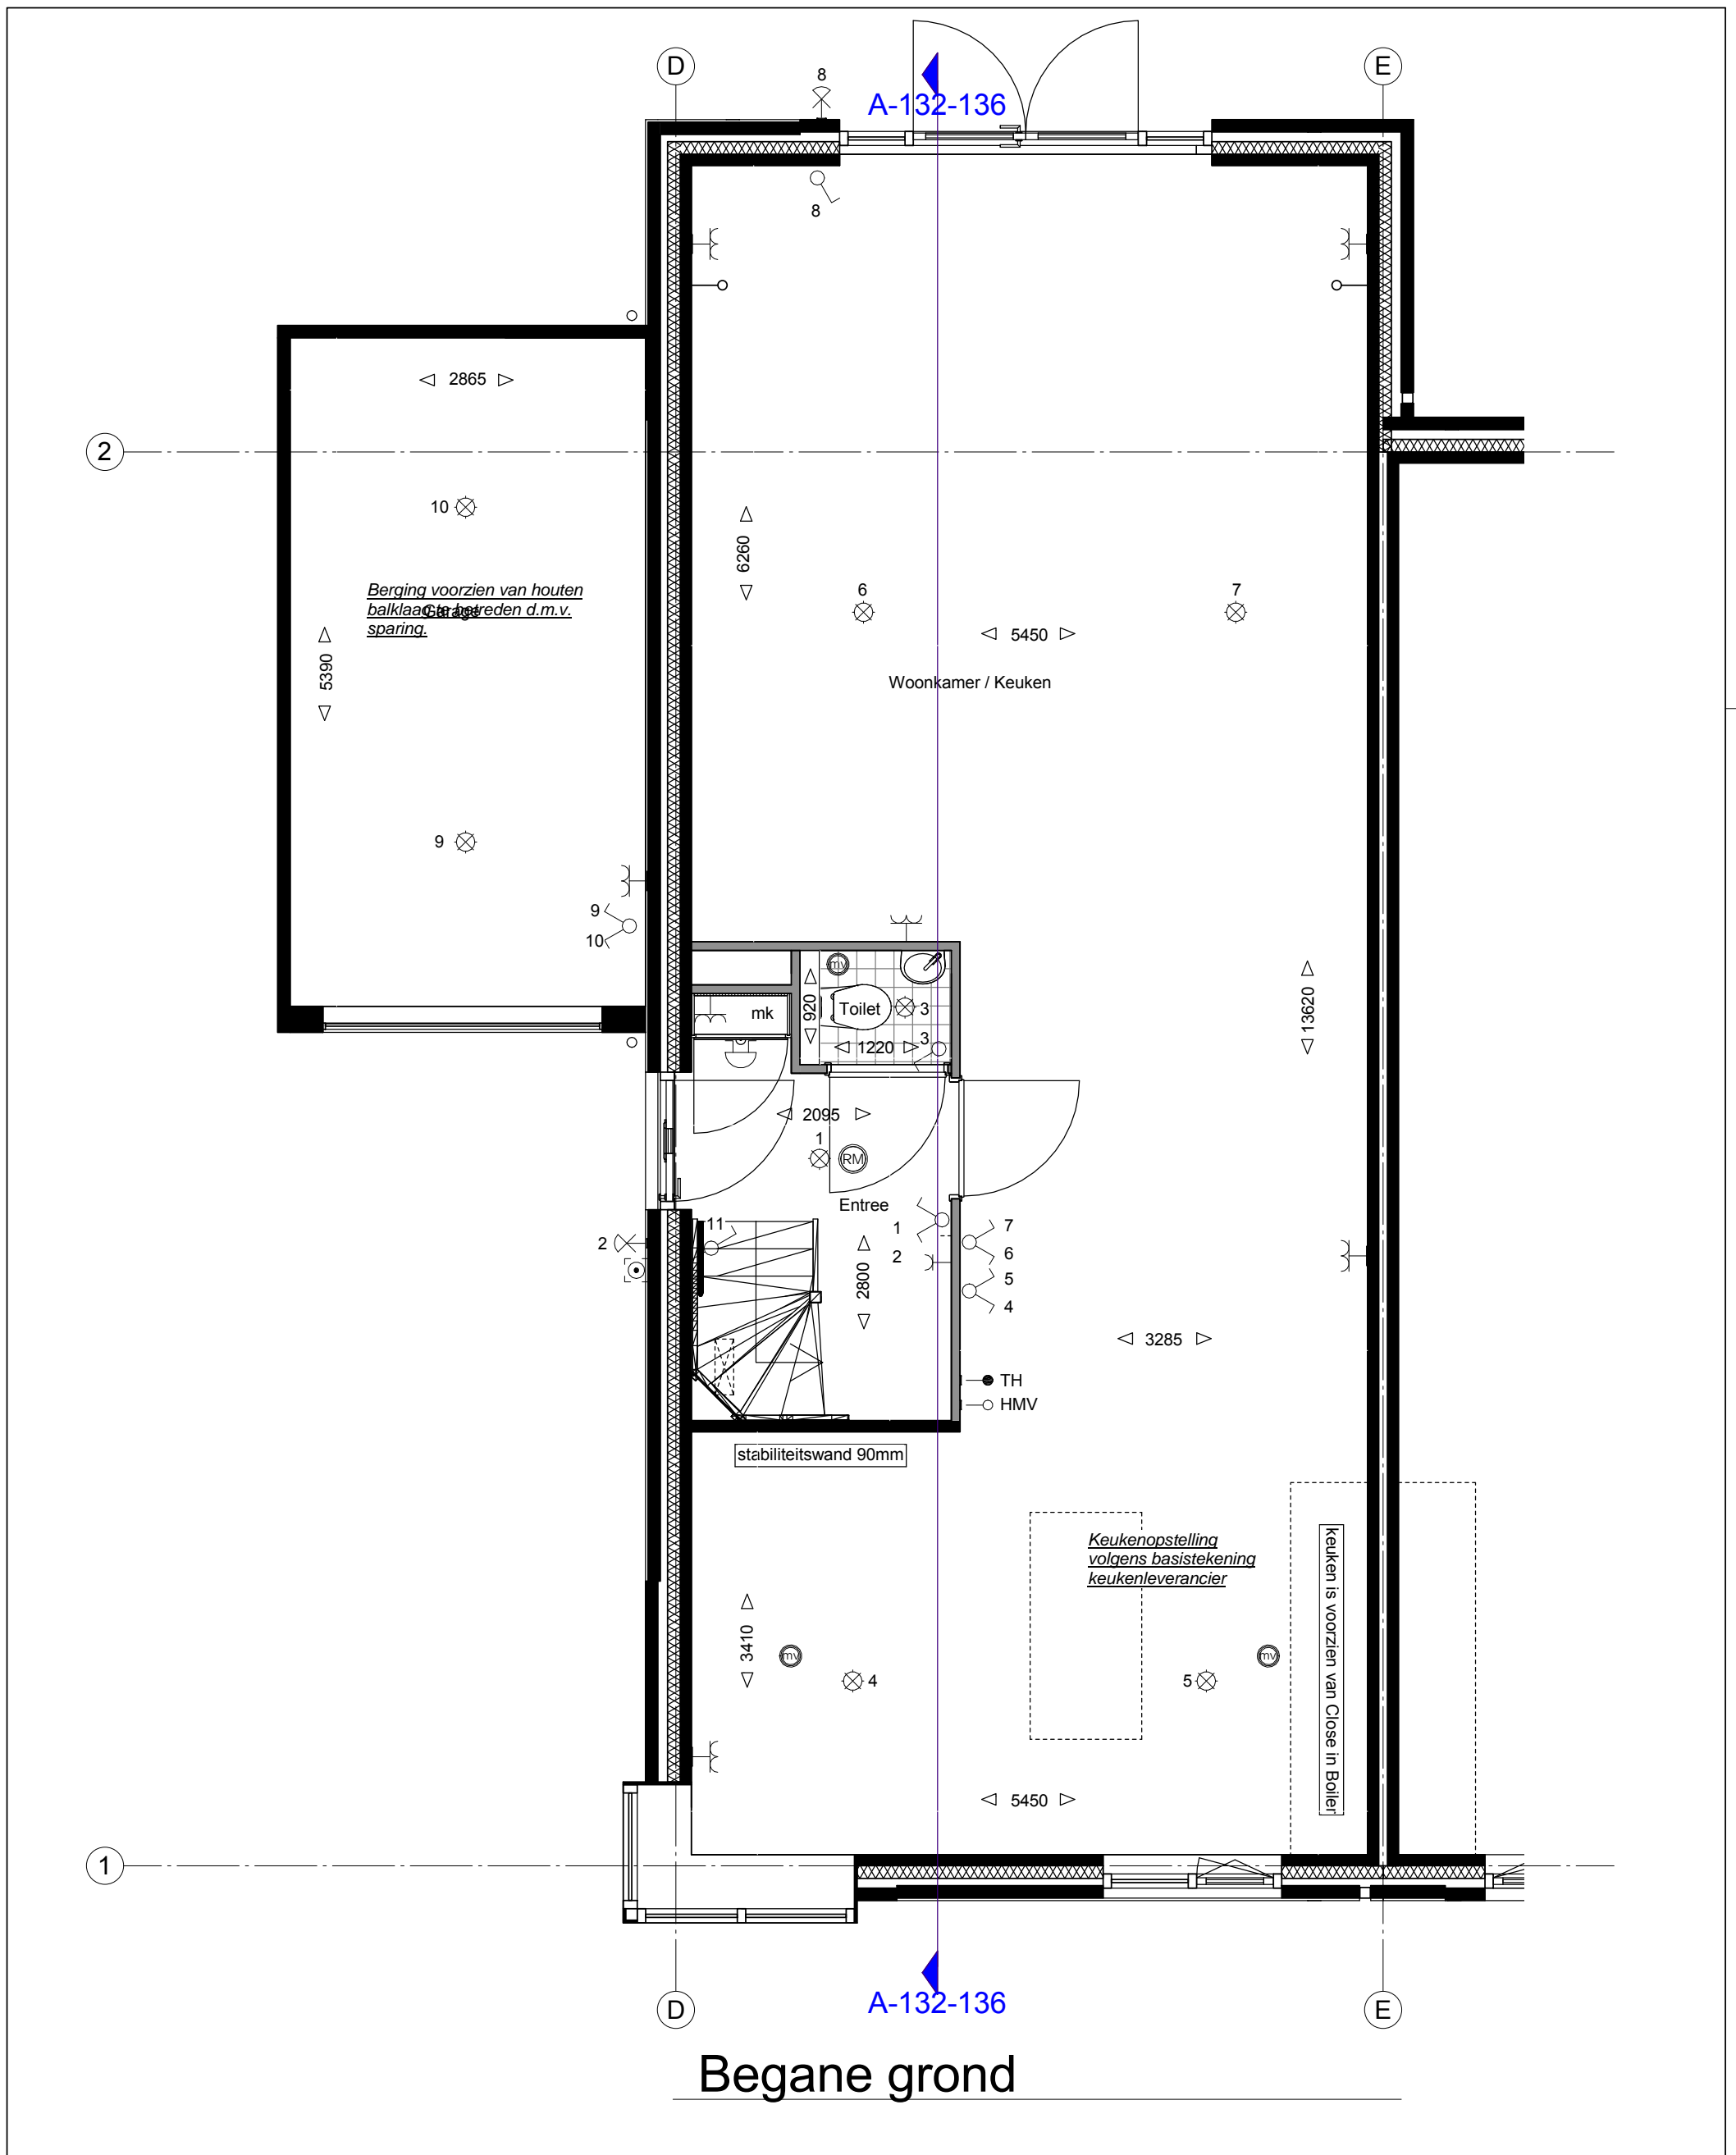 D
E
8
A-132-136
8
2865
2
10
6260
Berging voorzien van houten
balklaag te betreden d.m.v.
sparing.
Garage
6
7
5390
5450
Woonkamer / Keuken
9
9
10
mv
920
mk
Toilet
3
13620
1220
3
2095
1
RM
Entree
11
1
2
7
6
2
2800
5
4
3285
TH
HMV
stabiliteitswand 90mm
Keukenopstelling
volgens basistekening
keukenleverancier
keuken is voorzien van Close in Boiler
3410
mv
mv
4
5
5450
1
A-132-136
D
E
Begane grond